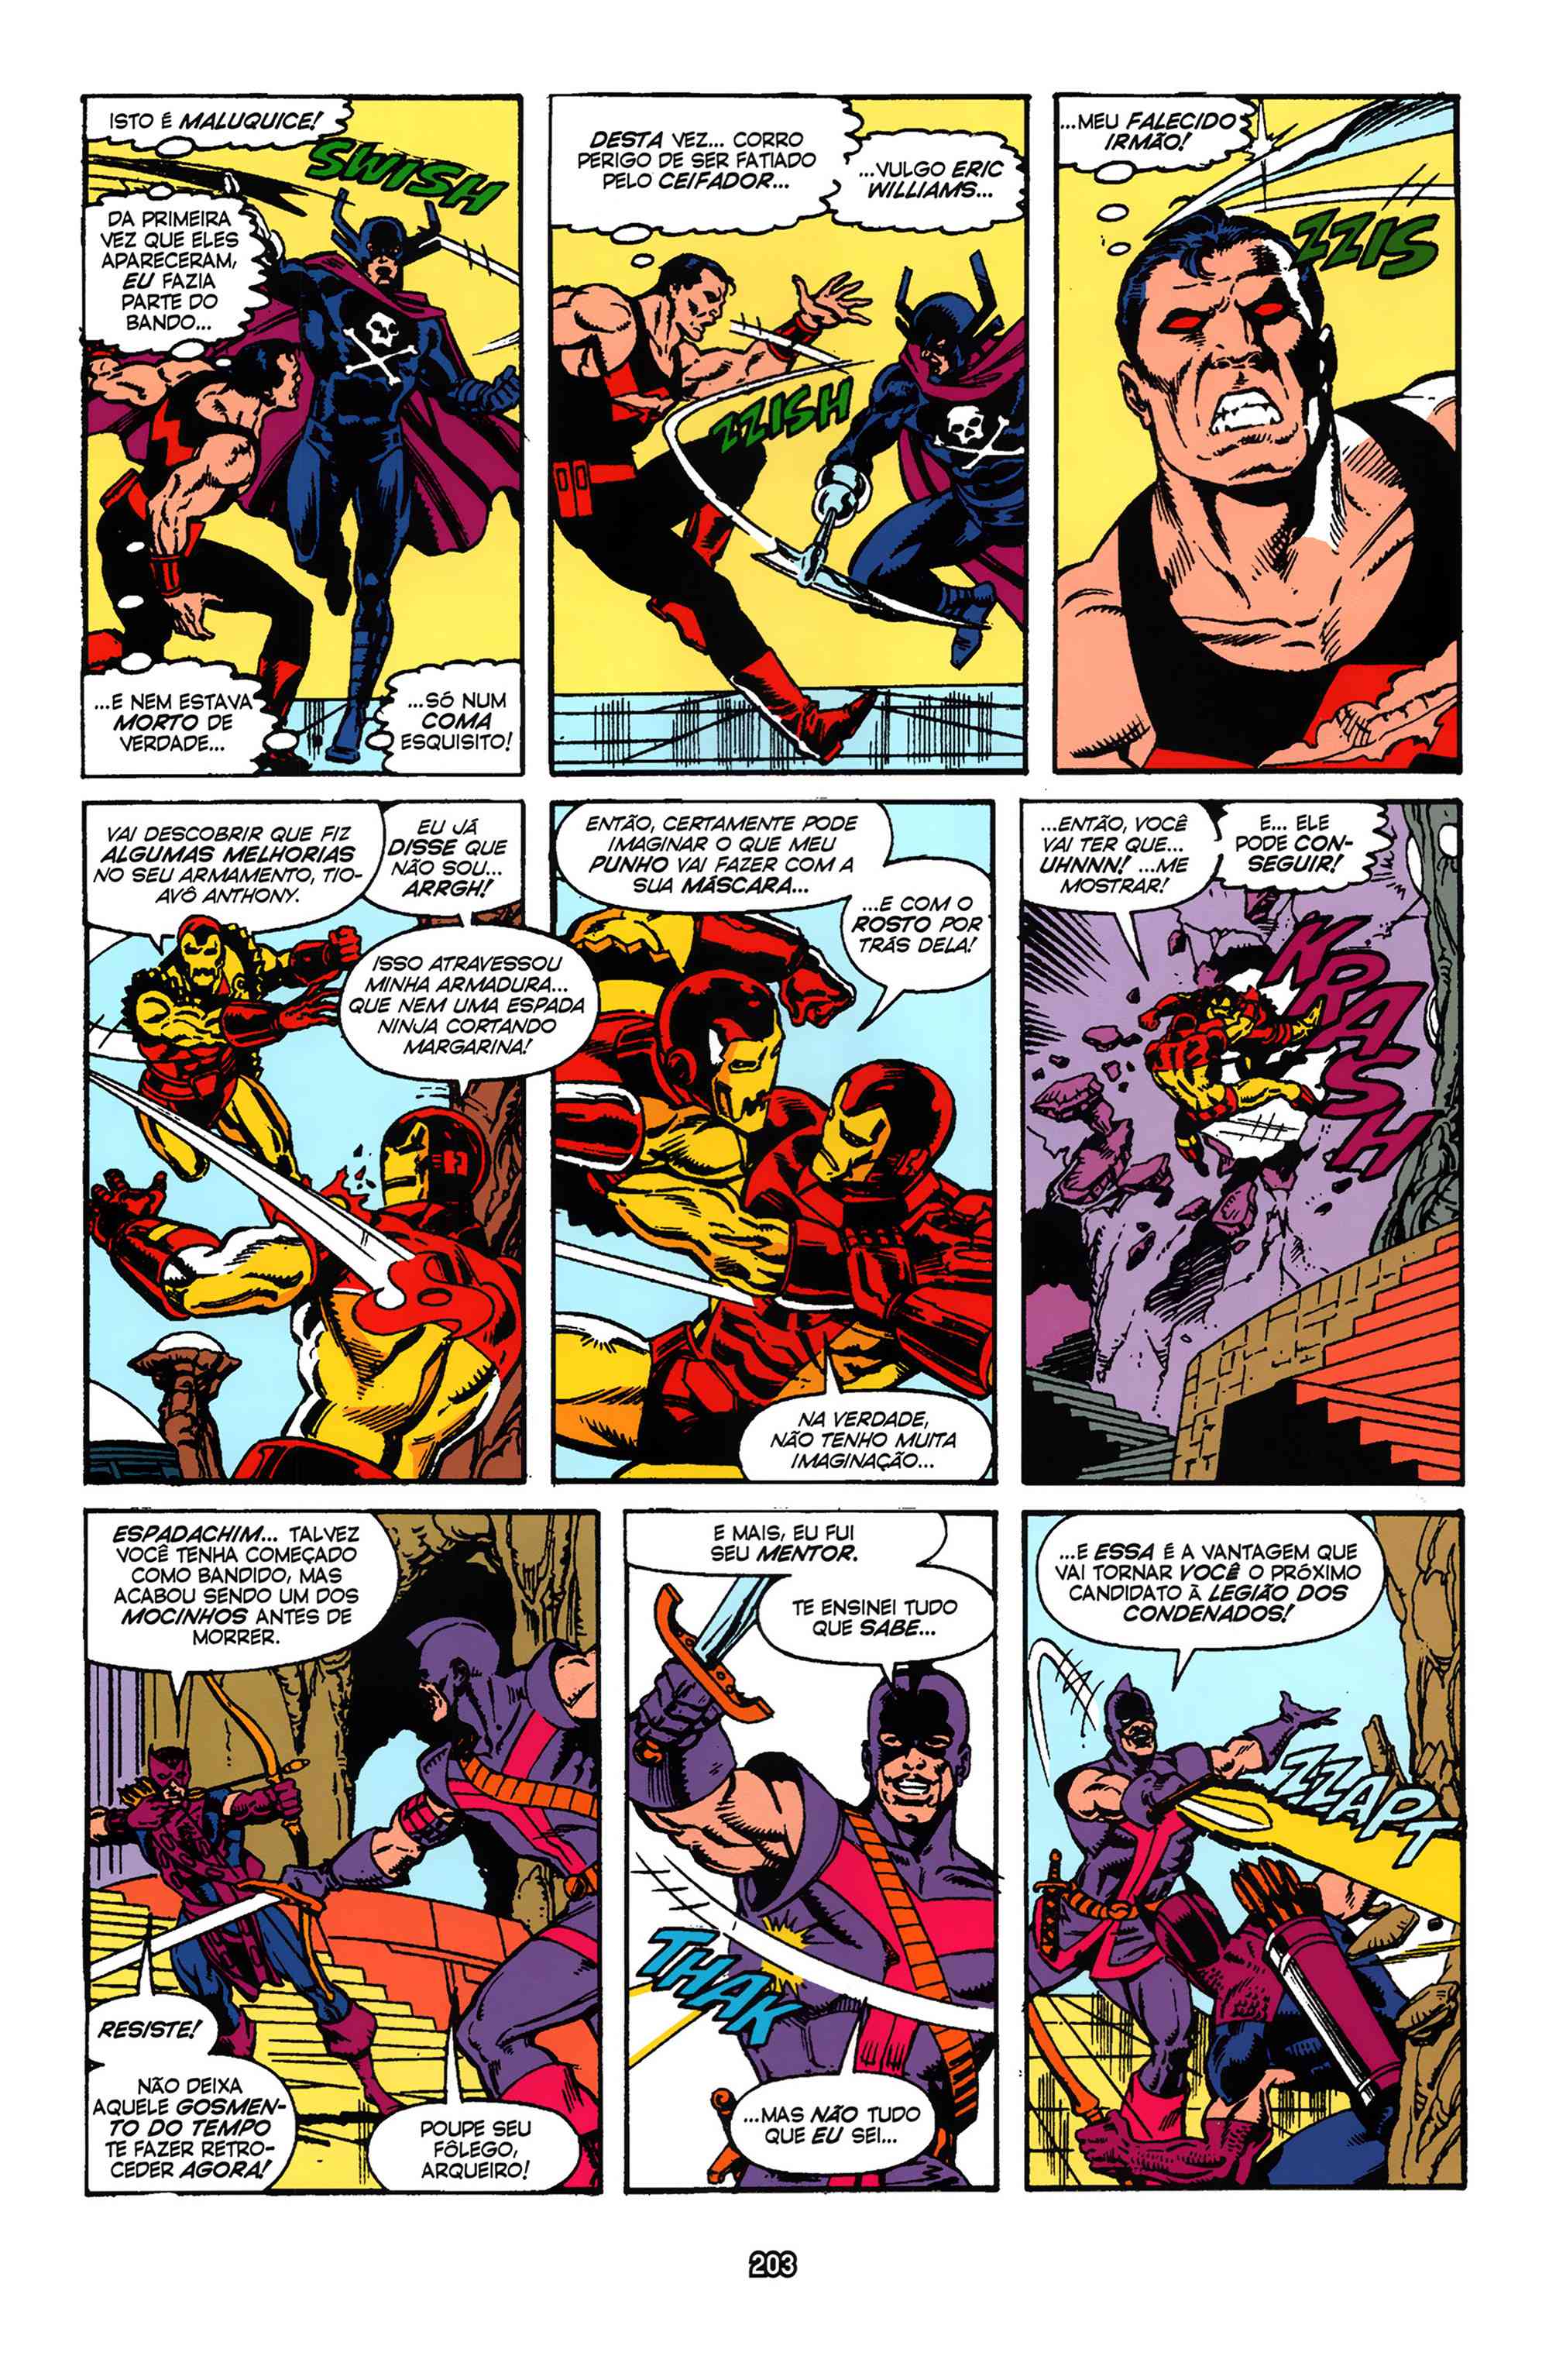 ISTO É MALUQUICE!
SWISH
DA PRIMEIRA
VEZ QUE ELES
APARECERAM,
EU FAZIA
PARTE DO
BANDO...
...E NEM ESTAVA
MORTO DE
VERDADE...
...SÓ NUM
COMA
ESQUISITO!
DESTA VEZ... CORRO
PERIGO DE SER FATIADO
PELO CEIFADOR...
...VULGO ERIC
WILLIAMS...
ZZISH
...MEU FALECIDO
IRMÃO!
ZZIS
VAI DESCOBRIR QUE FIZ
ALGUMAS MELHORIAS
NO SEU ARMAMENTO, TIO-
AVÔ ANTHONY.
EU JÁ
DISSE QUE
NÃO SOU...
ARRGH!
ISSO ATRAVESSOU
MINHA ARMADURA...
QUE NEM UMA ESPADA
NINJA CORTANDO
MARGARINA!
ENTÃO, CERTAMENTE PODE
IMAGINAR O QUE MEU
PUNHO VAI FAZER COM A
SUA MÁSCARA...
...E COM O
ROSTO POR
TRÁS DELA!
NA VERDADE,
NÃO TENHO MUITA
IMAGINAÇÃO...
...ENTÃO, VOCÊ
VAI TER QUE...
UHNNN! ...ME
MOSTRAR!
E... ELE
PODE CON-
SEGUIR!
KRASH
ESPADACHIM... TALVEZ
VOCÊ TENHA COMEÇADO
COMO BANDIDO, MAS
ACABOU SENDO UM DOS
MOCINHOS ANTES DE
MORRER.
RESISTE!
NÃO DEIXA
AQUELE GOSMEN-
TO DO TEMPO
TE FAZER RETRO-
CEDER AGORA!
POUPE SEU
FÔLEGO,
ARQUEIRO!
E MAIS, EU FUI
SEU MENTOR.
TE ENSINEI TUDO
QUE SABE...
THAK
...MAS NÃO TUDO
QUE EU SEI...
...E ESSA É A VANTAGEM QUE
VAI TORNAR VOCÊ O PRÓXIMO
CANDIDATO À LEGIÃO DOS
CONDENADOS!
ZZAPT
203